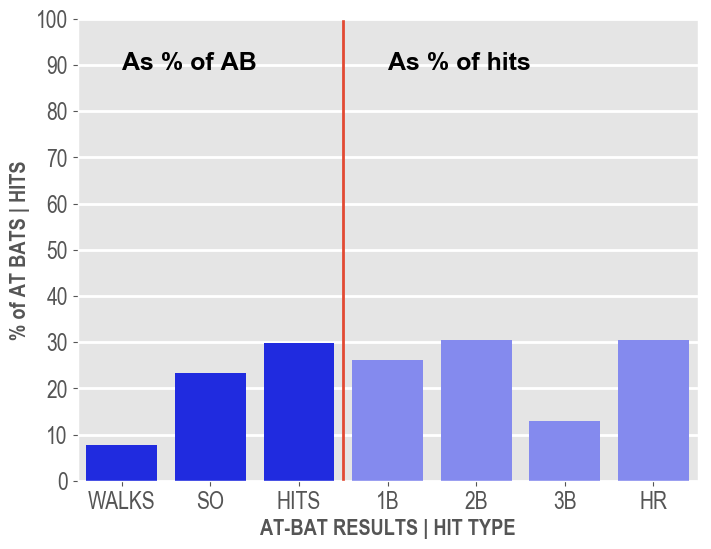 100
90
80
70
60
50
40
30
20
10
0
% of AT BATS | HITS
As % of AB
As % of hits
WALKS SO HITS 1B 2B 3B HR
AT-BAT RESULTS | HIT TYPE